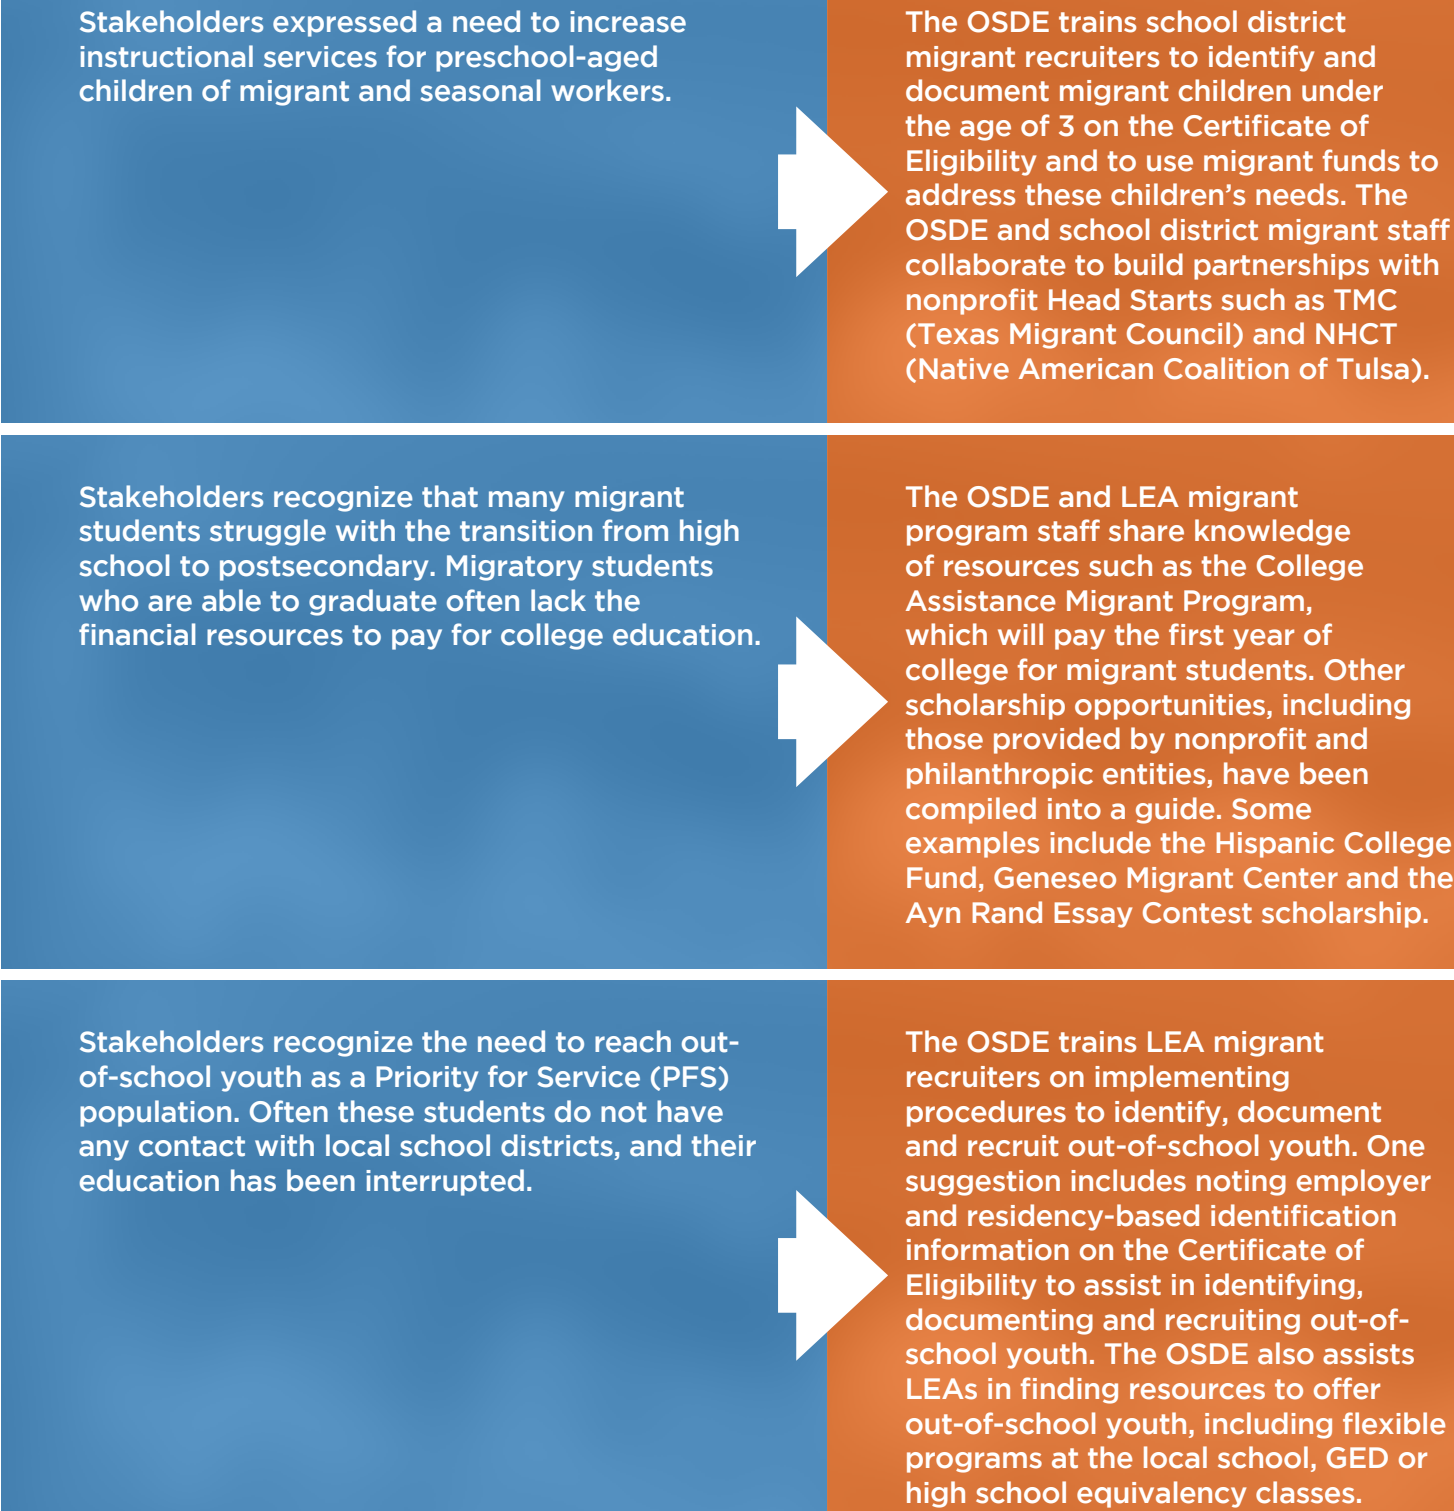 Stakeholders expressed a need to increase
instructional services for preschool-aged
children of migrant and seasonal workers.
The OSDE trains school district
migrant recruiters to identify and
document migrant children under
the age of 3 on the Certificate of
Eligibility and to use migrant funds to
address these children’s needs. The
OSDE and school district migrant staff
collaborate to build partnerships with
nonprofit Head Starts such as TMC
(Texas Migrant Council) and NHCT
(Native American Coalition of Tulsa).
Stakeholders recognize that many migrant
students struggle with the transition from high
school to postsecondary. Migratory students
who are able to graduate often lack the
financial resources to pay for college education.
The OSDE and LEA migrant
program staff share knowledge
of resources such as the College
Assistance Migrant Program,
which will pay the first year of
college for migrant students. Other
scholarship opportunities, including
those provided by nonprofit and
philanthropic entities, have been
compiled into a guide. Some
examples include the Hispanic College
Fund, Geneseo Migrant Center and the
Ayn Rand Essay Contest scholarship.
Stakeholders recognize the need to reach out-
of-school youth as a Priority for Service (PFS)
population. Often these students do not have
any contact with local school districts, and their
education has been interrupted.
The OSDE trains LEA migrant
recruiters on implementing
procedures to identify, document
and recruit out-of-school youth. One
suggestion includes noting employer
and residency-based identification
information on the Certificate of
Eligibility to assist in identifying,
documenting and recruiting out-of-
school youth. The OSDE also assists
LEAs in finding resources to offer
out-of-school youth, including flexible
programs at the local school, GED or
high school equivalency classes.